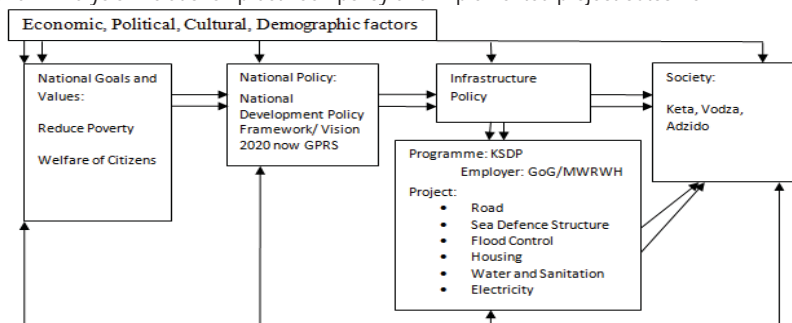 Economic, Political, Cultural, Demographic factors
National Goals and
Values:
Reduce Poverty
Welfare of Citizens
National Policy:
National
Development Policy
Framework/ Vision
2020 now GPRS
Infrastructure
Policy
Society:
Keta, Vodza,
Adzido
Programme: KSDP
Employer: GoG/MWRWH
Project:
• Road
• Sea Defence Structure
• Flood Control
• Housing
• Water and Sanitation
• Electricity